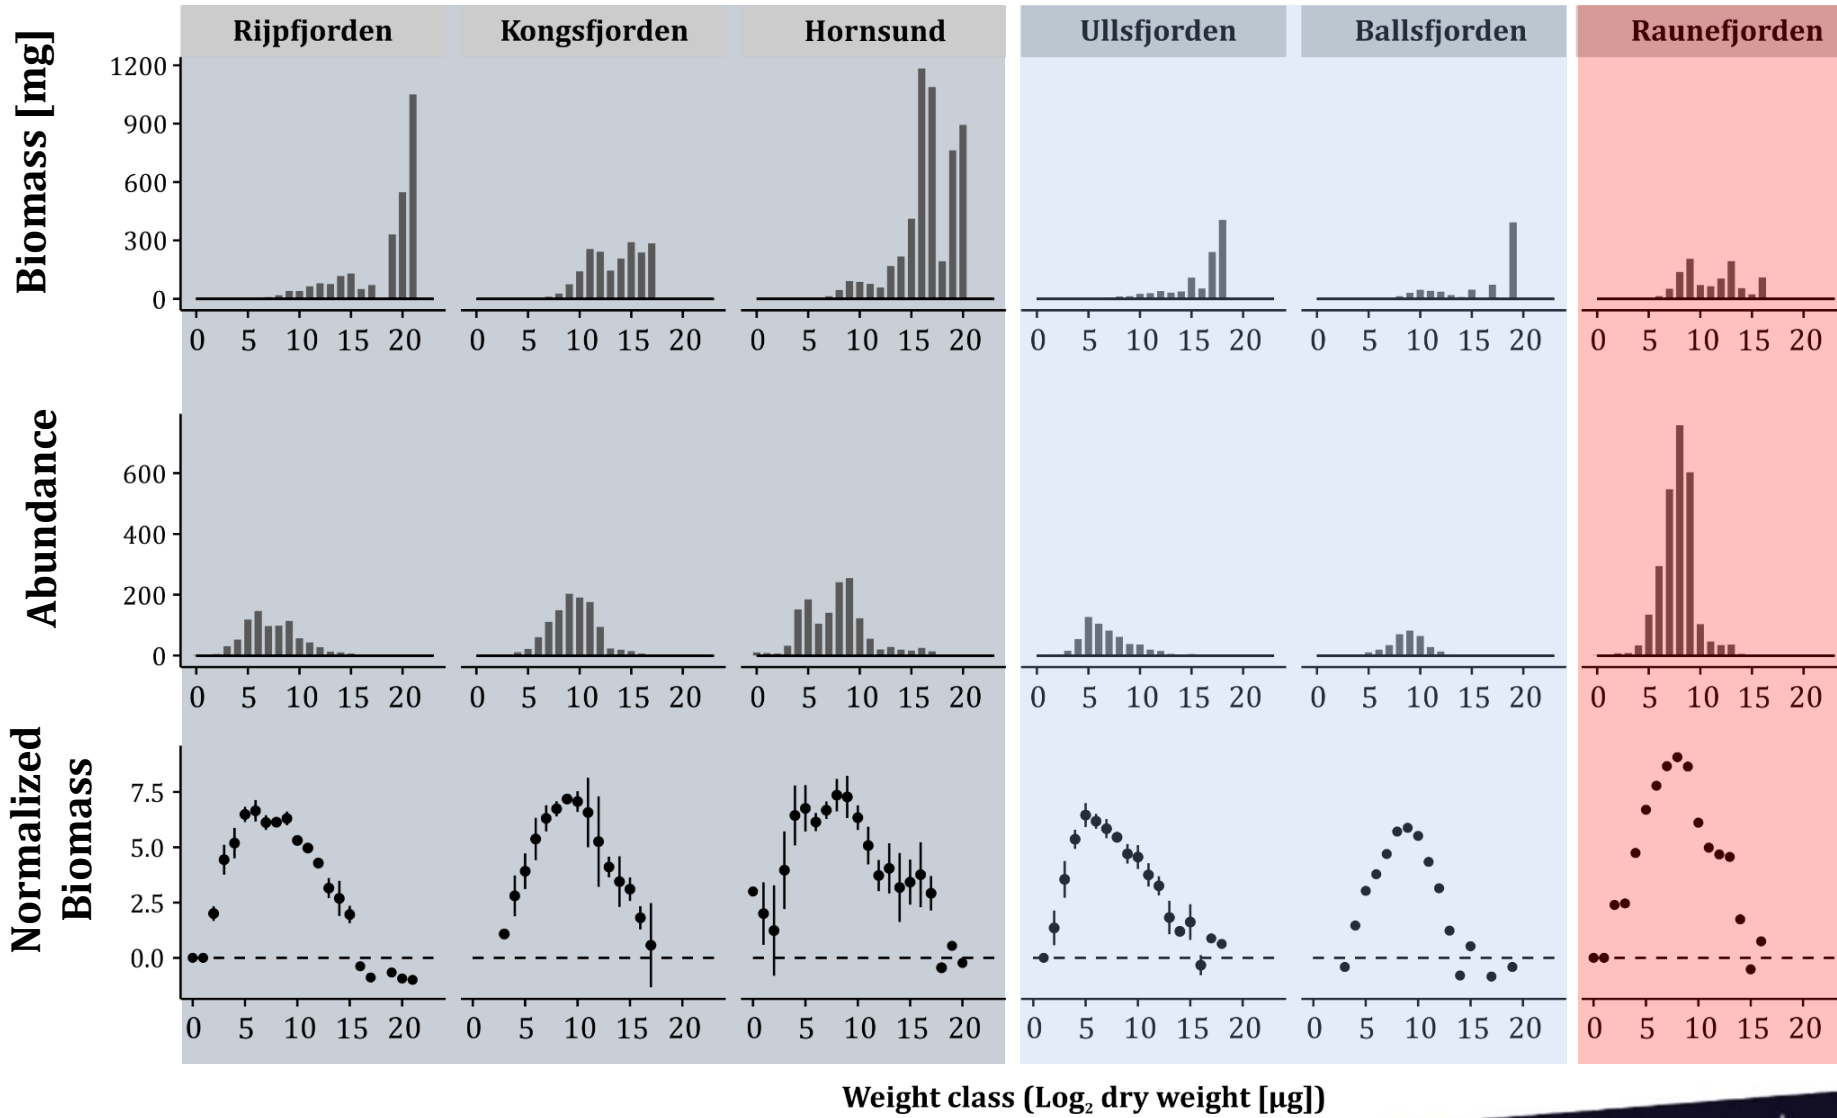 Rijpfjorden Kongsfjorden Hornsund Ullsfjorden Ballsfjorden Raunefjorden
Biomass [mg]
1200
900
600
300
0
0 5 10 15 20 0 5 10 15 20 0 5 10 15 20 0 5 10 15 20 0 5 10 15 20 0 5 10 15 20
Abundance
600
400
200
0
0 5 10 15 20 0 5 10 15 20 0 5 10 15 20 0 5 10 15 20 0 5 10 15 20 0 5 10 15 20
Normalized
Biomass
7.5
5.0
2.5
0.0
0 5 10 15 20 0 5 10 15 20 0 5 10 15 20 0 5 10 15 20 0 5 10 15 20 0 5 10 15 20
Weight class (Log₂ dry weight [µg])